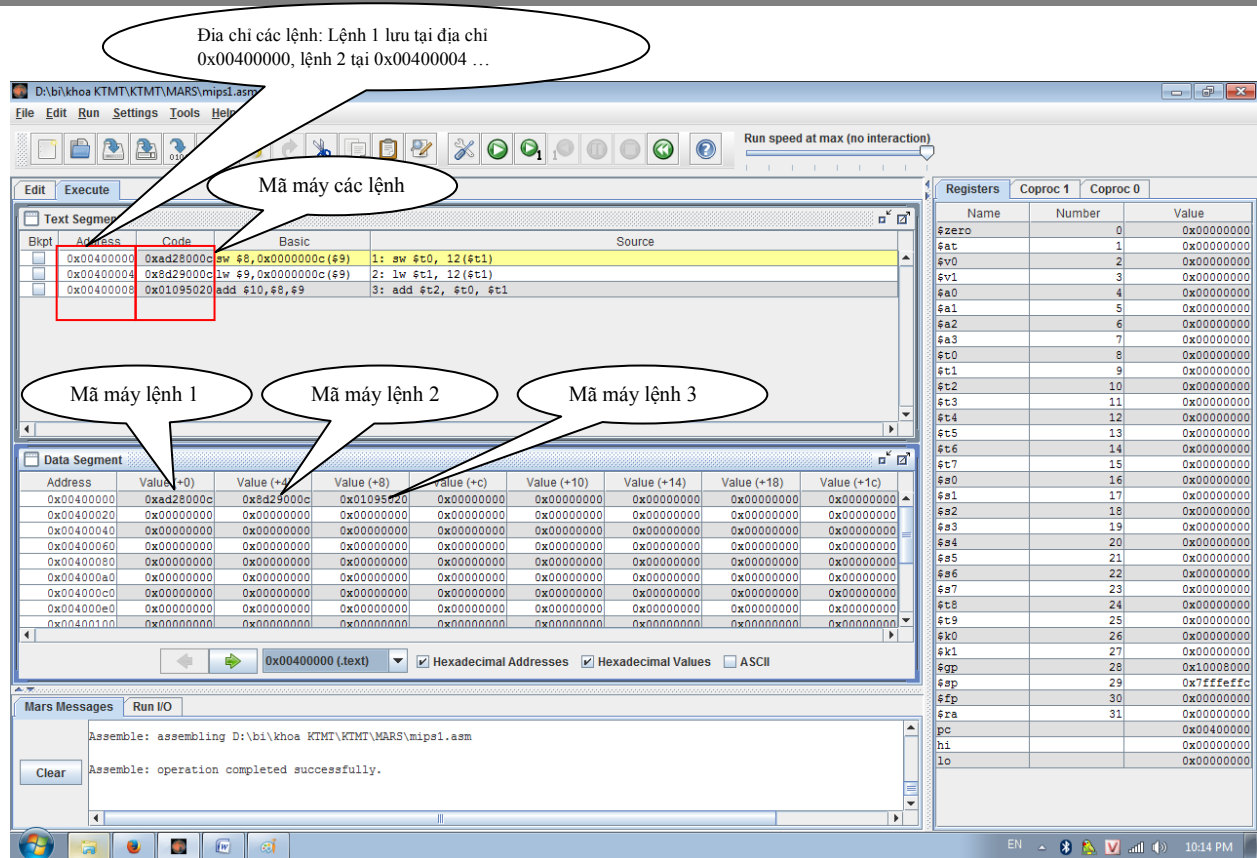 Đia chỉ các lệnh: Lệnh 1 lưu tại địa chỉ
0x00400000, lệnh 2 tại 0x00400004 …
D:\bi\khoa KTMT\KTMT\MARS\mips1.asm
File Edit Run Settings Tools Help
Run speed at max (no interaction)
Mã máy các lệnh
Edit Execute
Text Segment
Bkpt Address Code Basic Source
0x00400000 0xad28000c sw $8,0x0000000c($9) 1: sw $t0, 12($t1)
0x00400004 0x8d29000c lw $9,0x0000000c($9) 2: lw $t1, 12($t1)
0x00400008 0x01095020 add $10,$8,$9 3: add $t2, $t0, $t1
Mã máy lệnh 1 Mã máy lệnh 2 Mã máy lệnh 3
Data Segment
Address Value (+0) Value (+4) Value (+8) Value (+c) Value (+10) Value (+14) Value (+18) Value (+1c)
0x00400000 0xad28000c 0x8d29000c 0x01095020 0x00000000 0x00000000 0x00000000 0x00000000 0x00000000
0x00400020 0x00000000 0x00000000 0x00000000 0x00000000 0x00000000 0x00000000 0x00000000 0x00000000
0x00400040 0x00000000 0x00000000 0x00000000 0x00000000 0x00000000 0x00000000 0x00000000 0x00000000
0x00400060 0x00000000 0x00000000 0x00000000 0x00000000 0x00000000 0x00000000 0x00000000 0x00000000
0x00400080 0x00000000 0x00000000 0x00000000 0x00000000 0x00000000 0x00000000 0x00000000 0x00000000
0x004000a0 0x00000000 0x00000000 0x00000000 0x00000000 0x00000000 0x00000000 0x00000000 0x00000000
0x004000c0 0x00000000 0x00000000 0x00000000 0x00000000 0x00000000 0x00000000 0x00000000 0x00000000
0x004000e0 0x00000000 0x00000000 0x00000000 0x00000000 0x00000000 0x00000000 0x00000000 0x00000000
0x00400100 0x00000000 0x00000000 0x00000000 0x00000000 0x00000000 0x00000000 0x00000000 0x00000000
0x00400000 (.text) Hexadecimal Addresses Hexadecimal Values ASCII
Mars Messages Run I/O
Assemble: assembling D:\bi\khoa KTMT\KTMT\MARS\mips1.asm
Assemble: operation completed successfully.
Clear
Registers Coproc 1 Coproc 0
Name Number Value
$zero 0 0x00000000
$at 1 0x00000000
$v0 2 0x00000000
$v1 3 0x00000000
$a0 4 0x00000000
$a1 5 0x00000000
$a2 6 0x00000000
$a3 7 0x00000000
$t0 8 0x00000000
$t1 9 0x00000000
$t2 10 0x00000000
$t3 11 0x00000000
$t4 12 0x00000000
$t5 13 0x00000000
$t6 14 0x00000000
$t7 15 0x00000000
$s0 16 0x00000000
$s1 17 0x00000000
$s2 18 0x00000000
$s3 19 0x00000000
$s4 20 0x00000000
$s5 21 0x00000000
$s6 22 0x00000000
$s7 23 0x00000000
$t8 24 0x00000000
$t9 25 0x00000000
$k0 26 0x00000000
$k1 27 0x00000000
$gp 28 0x10008000
$sp 29 0x7fffeffc
$fp 30 0x00000000
$ra 31 0x00000000
pc 0x00400000
hi 0x00000000
lo 0x00000000
EN 10:14 PM